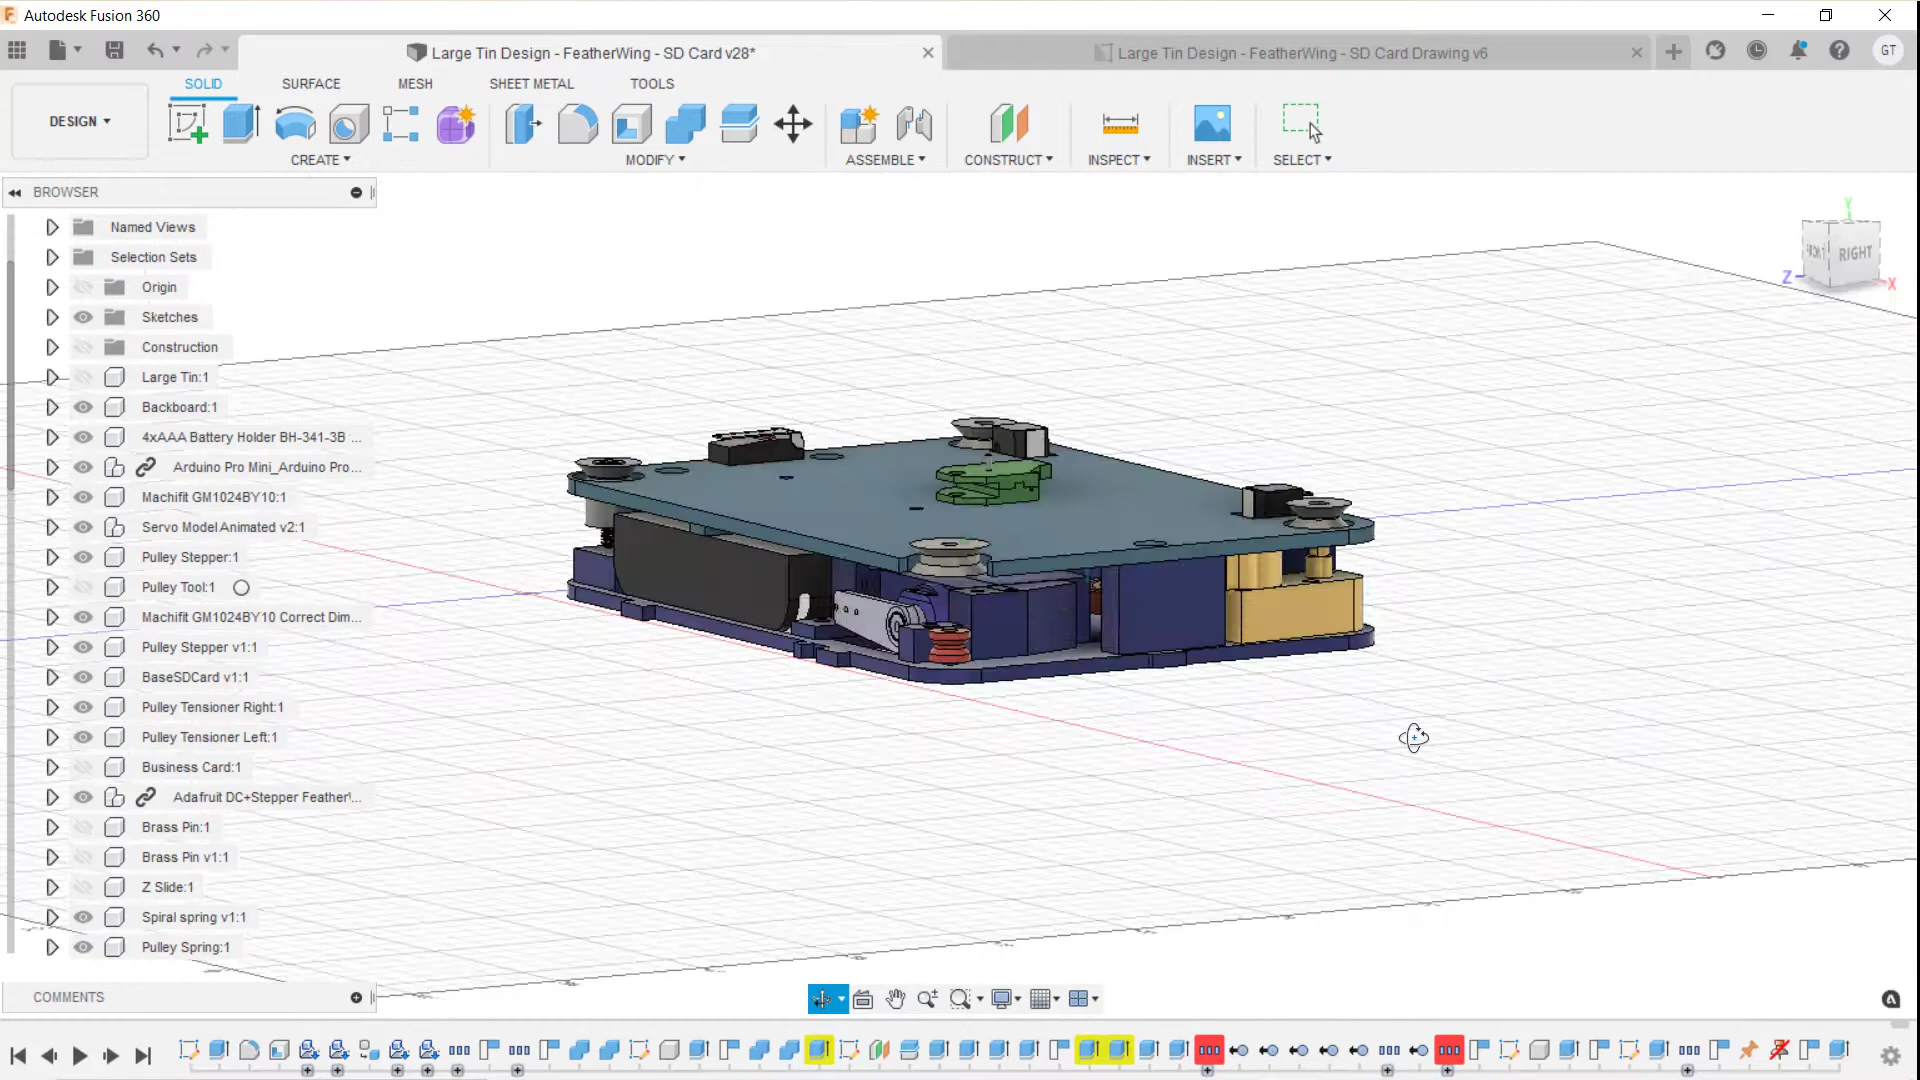 Autodesk Fusion 360
Large Tin Design - FeatherWing - SD Card v28*
Large Tin Design - FeatherWing - SD Card Drawing v6
GT
SOLID
SURFACE
MESH
SHEET METAL
TOOLS
DESIGN
CREATE
MODIFY
ASSEMBLE
CONSTRUCT
INSPECT
INSERT
SELECT
BROWSER
Named Views
Selection Sets
Origin
Sketches
Construction
Large Tin:1
Backboard:1
4xAAA Battery Holder BH-341-3B ...
Arduino Pro Mini_Arduino Pro...
Machifit GM1024BY10:1
Servo Model Animated v2:1
Pulley Stepper:1
Pulley Tool:1
Machifit GM1024BY10 Correct Dim...
Pulley Stepper v1:1
BaseSDCard v1:1
Pulley Tensioner Right:1
Pulley Tensioner Left:1
Business Card:1
Adafruit DC+Stepper Feather\...
Brass Pin:1
Brass Pin v1:1
Z Slide:1
Spiral spring v1:1
Pulley Spring:1
Y
RIGHT
Z
X
COMMENTS